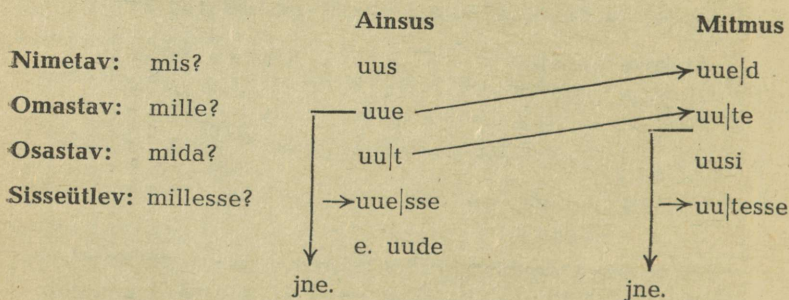 Ainsus Mitmus
Nimetav: mis? uus uue|d
Omastav: mille? uue uu|te
Osastav: mida? uu|t uusi
Sisseütlev: millesse? uue|sse uu|tesse
e. uude
jne. jne.